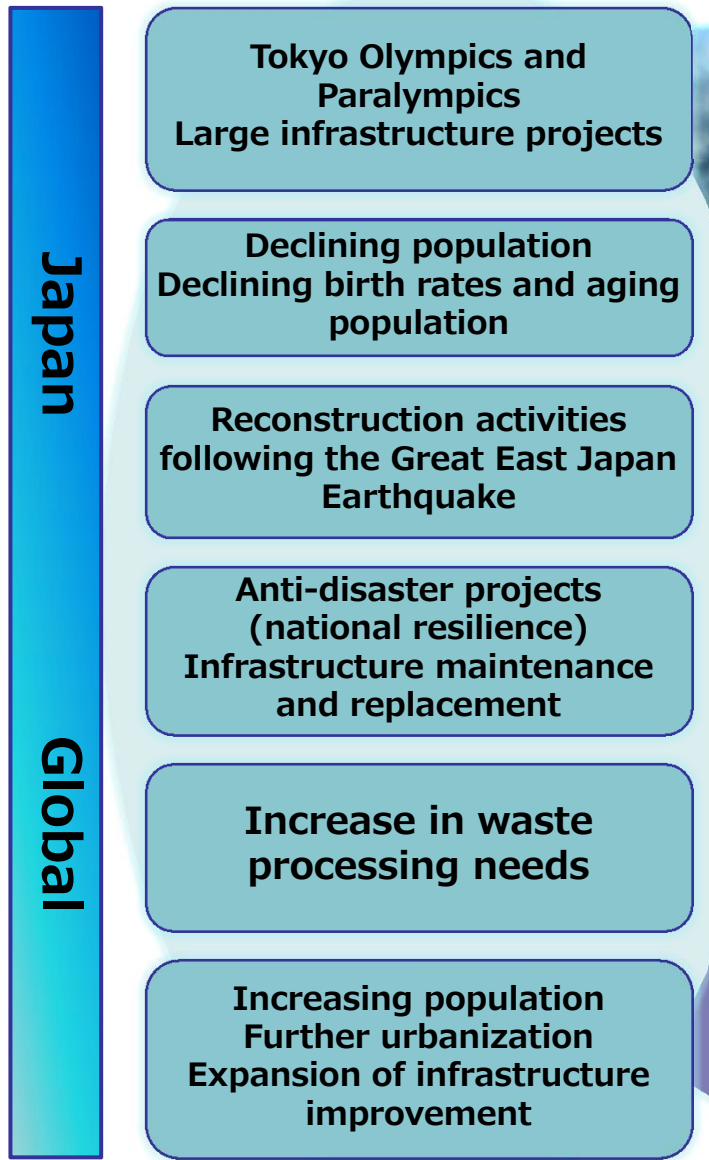 Japan
Tokyo Olympics and
Paralympics
Large infrastructure projects
Declining population
Declining birth rates and aging
population
Reconstruction activities
following the Great East Japan
Earthquake
Anti-disaster projects
(national resilience)
Infrastructure maintenance
and replacement
Global
Increase in waste
processing needs
Increasing population
Further urbanization
Expansion of infrastructure
improvement